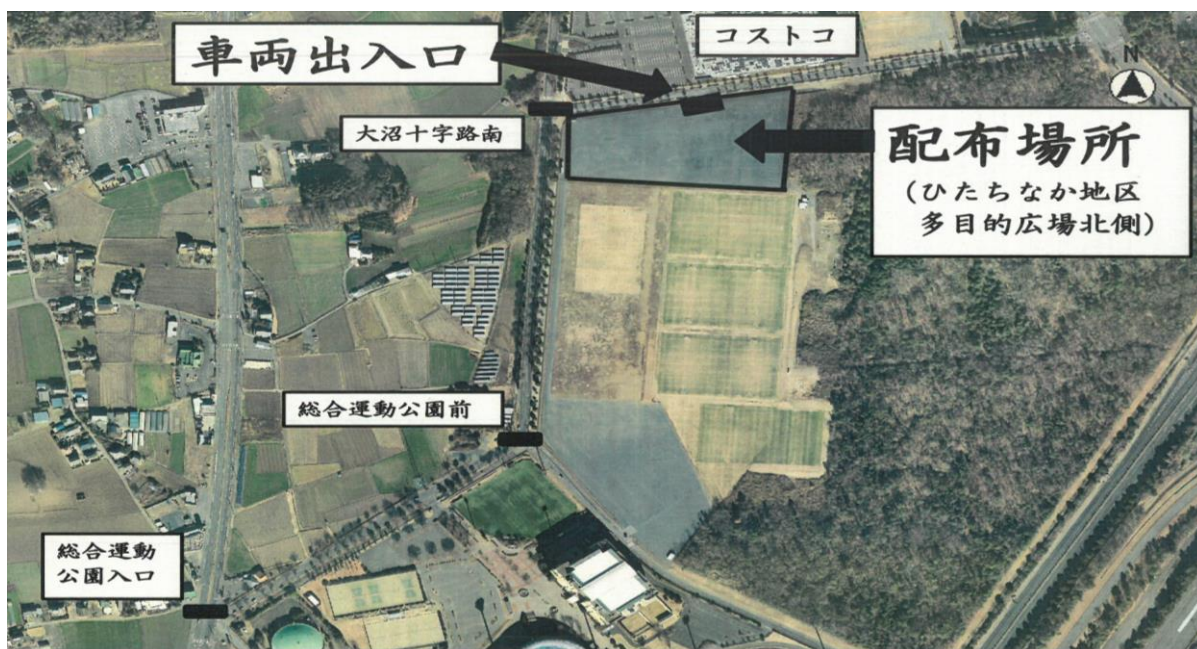 コストコ
車両出入口
N
大沼十字路南
配布場所
(ひたちなか地区
多目的広場北側)
総合運動公園前
総合運動
公園入口